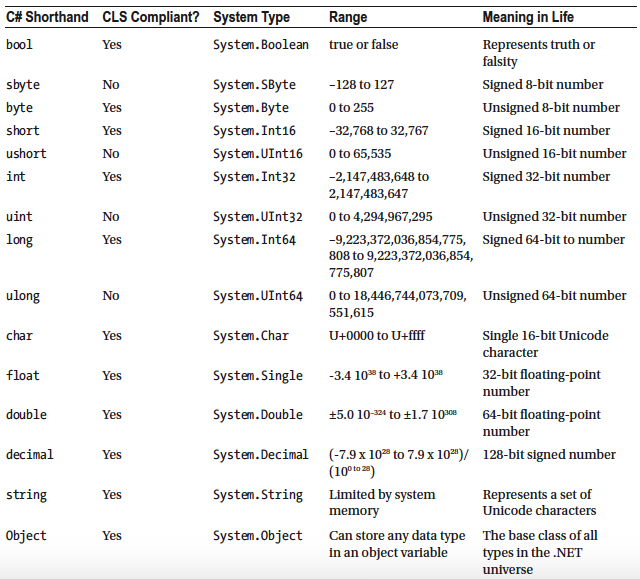 C# Shorthand CLS Compliant? System Type Range Meaning in Life
bool Yes System.Boolean true or false Represents truth or
falsity
sbyte No System.SByte –128 to 127 Signed 8-bit number
byte Yes System.Byte 0 to 255 Unsigned 8-bit number
short Yes System.Int16 –32,768 to 32,767 Signed 16-bit number
ushort No System.UInt16 0 to 65,535 Unsigned 16-bit number
int Yes System.Int32 –2,147,483,648 to Signed 32-bit number
2,147,483,647
uint No System.UInt32 0 to 4,294,967,295 Unsigned 32-bit number
long Yes System.Int64 –9,223,372,036,854,775, Signed 64-bit to number
808 to 9,223,372,036,854,
775,807
ulong No System.UInt64 0 to 18,446,744,073,709, Unsigned 64-bit number
551,615
char Yes System.Char U+0000 to U+ffff Single 16-bit Unicode
character
float Yes System.Single -3.4 10³⁸ to +3.4 10³⁸ 32-bit floating-point
number
double Yes System.Double ±5.0 10⁻³²⁴ to ±1.7 10³⁰⁸ 64-bit floating-point
number
decimal Yes System.Decimal (-7.9 x 10²⁸ to 7.9 x 10²⁸)/ 128-bit signed number
(10⁰ ᵗᵒ ²⁸)
string Yes System.String Limited by system Represents a set of
memory Unicode characters
Object Yes System.Object Can store any data type The base class of all
in an object variable types in the .NET
universe